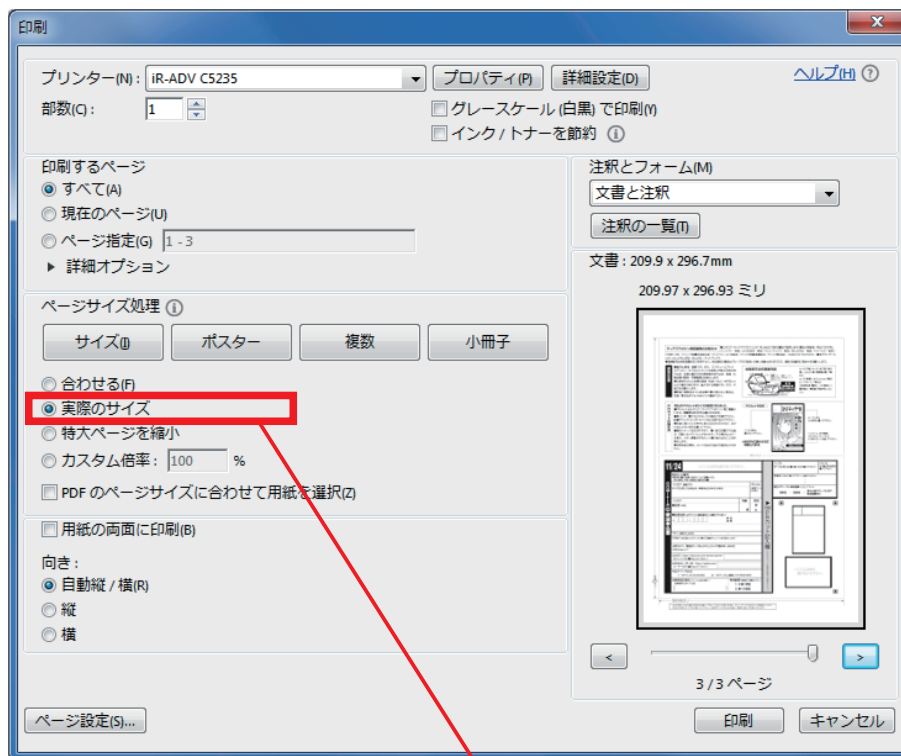 印刷
プリンター(N): iR-ADV C5235 プロパティ(P) 詳細設定(D) ヘルプ(H)
部数(C): 1 グレースケール (白黒) で印刷(Y)
インク / トナーを節約
印刷するページ
すべて(A)
現在のページ(U)
ページ指定(G) 1 - 3
詳細オプション
注釈とフォーム(M)
文書と注釈
注釈の一覧(T)
文書 : 209.9 x 296.7mm
209.97 x 296.93 ミリ
ページサイズ処理
サイズ(I) ポスター 複数 小冊子
合わせる(F)
実際のサイズ
特大ページを縮小
カスタム倍率 : 100 %
PDF のページサイズに合わせて用紙を選択(Z)
用紙の両面に印刷(B)
向き :
自動縦 / 横(R)
縦
横
11/24
< >
3 / 3 ページ
ページ設定(S)... 印刷 キャンセル